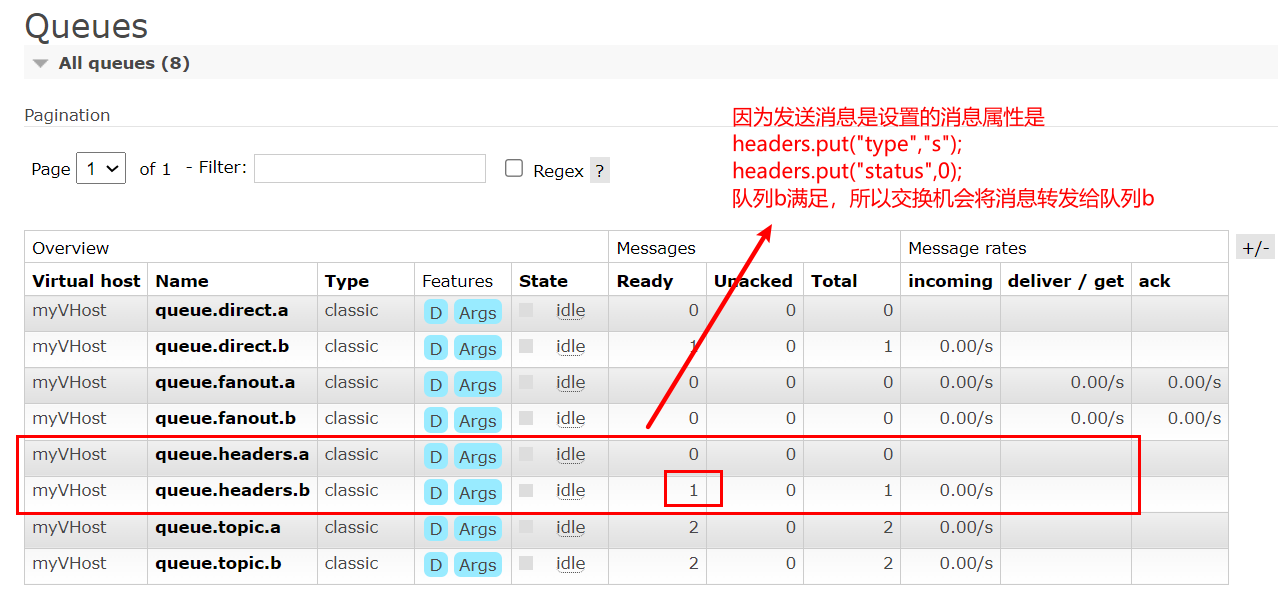 Queues
All queues (8)
Pagination
Page 1 of 1 - Filter: Regex ?
因为发送消息是设置的消息属性是
headers.put("type","s");
headers.put("status",0);
队列b满足，所以交换机会将消息转发给队列b
Overview Messages Message rates +/-
Virtual host Name Type Features State Ready Unacked Total incoming deliver / get ack
myVHost queue.direct.a classic D Args idle 0 0 0
myVHost queue.direct.b classic D Args idle 1 0 1 0.00/s
myVHost queue.fanout.a classic D Args idle 0 0 0 0.00/s 0.00/s 0.00/s
myVHost queue.fanout.b classic D Args idle 0 0 0 0.00/s 0.00/s 0.00/s
myVHost queue.headers.a classic D Args idle 0 0 0
myVHost queue.headers.b classic D Args idle 1 0 1 0.00/s
myVHost queue.topic.a classic D Args idle 2 0 2 0.00/s
myVHost queue.topic.b classic D Args idle 2 0 2 0.00/s